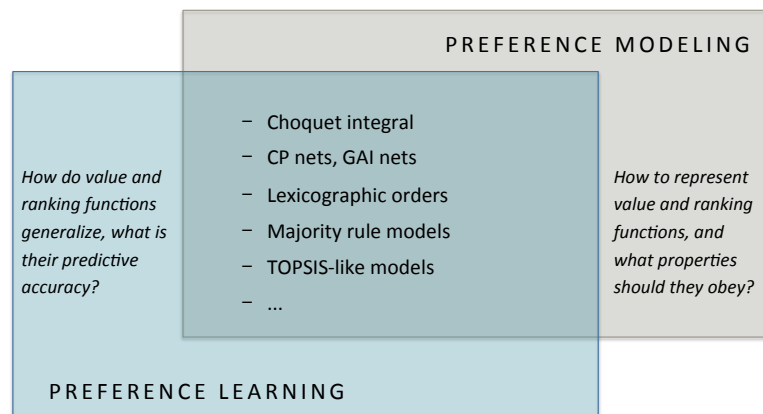 PREFERENCE MODELING
– Choquet integral
– CP nets, GAI nets
– Lexicographic orders
– Majority rule models
– TOPSIS-like models
– ...
How do value and
ranking functions
generalize, what is
their predictive
accuracy?
How to represent
value and ranking
functions, and
what properties
should they obey?
PREFERENCE LEARNING